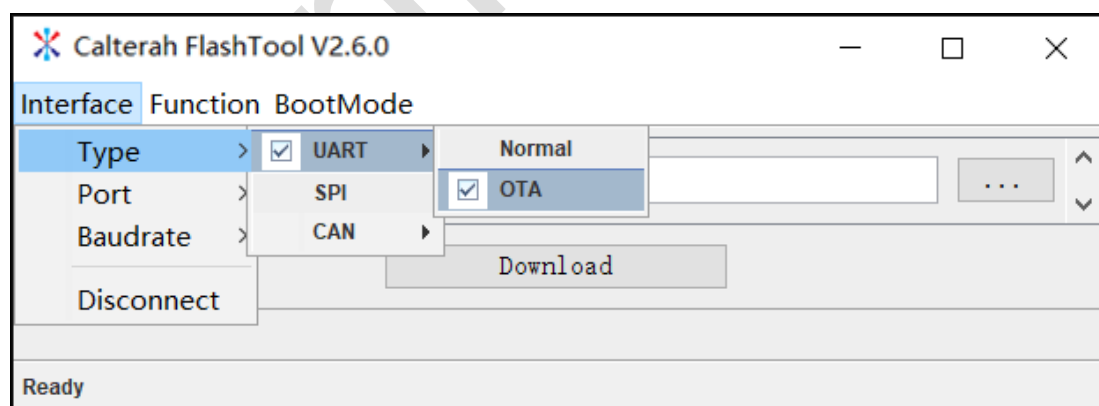 Calterah FlashTool V2.6.0
Interface Function BootMode
Type UART Normal
Port SPI OTA ...
Baudrate CAN
Download
Disconnect
Ready